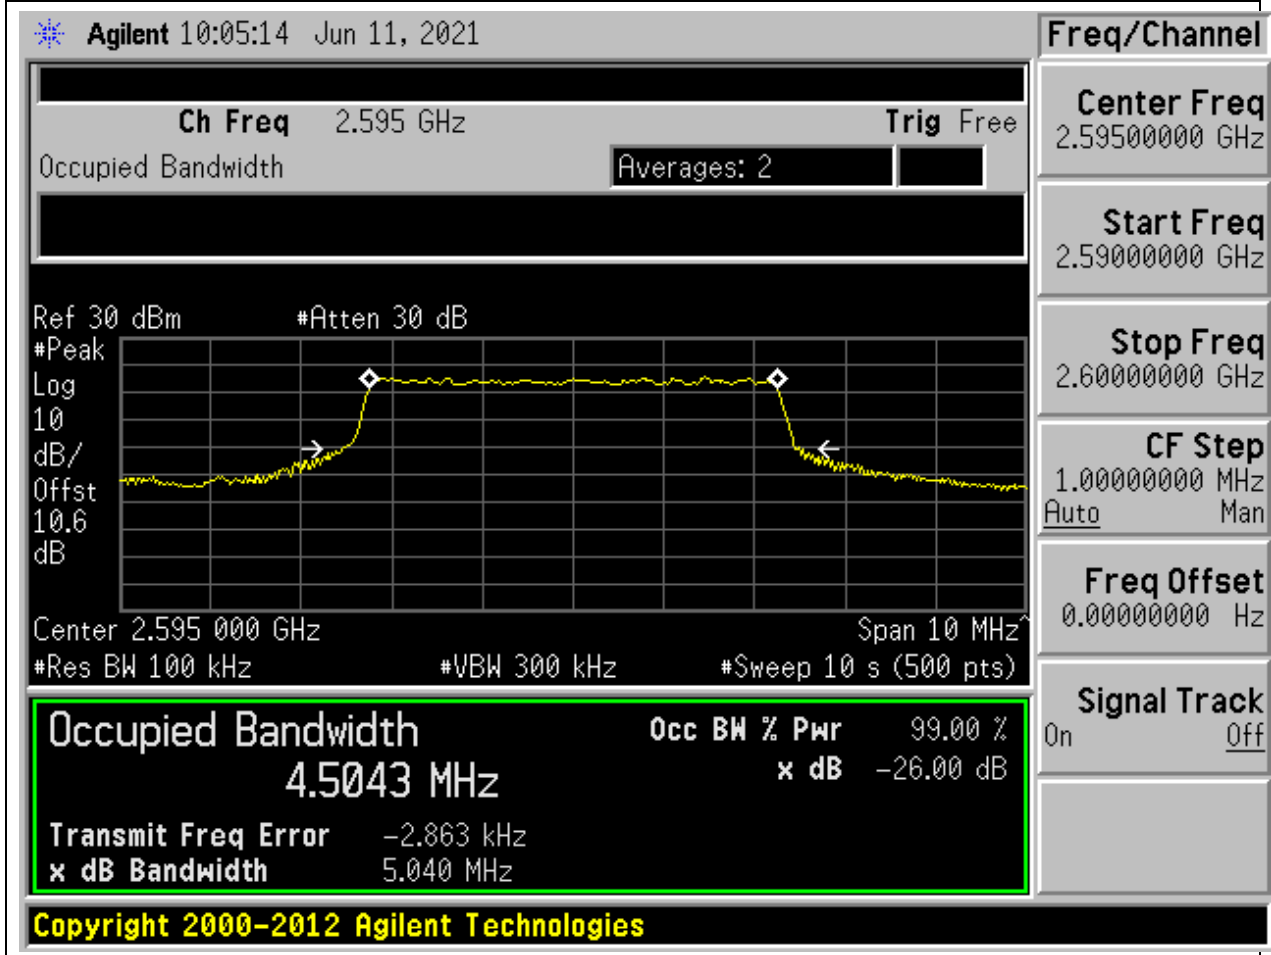 Agilent 10:05:14 Jun 11, 2021
Freq/Channel
Ch Freq 2.595 GHz
Trig Free
Occupied Bandwidth
Averages: 2
Ref 30 dBm
#Atten 30 dB
#Peak
Log
10
dB/
Offst
10.6
dB
Center 2.595 000 GHz
Span 10 MHz^
#Res BW 100 kHz
#VBW 300 kHz
#Sweep 10 s (500 pts)
Occupied Bandwidth
4.5043 MHz
Occ BW % Pwr 99.00 %
x dB -26.00 dB
Transmit Freq Error -2.863 kHz
x dB Bandwidth 5.040 MHz
Center Freq
2.59500000 GHz
Start Freq
2.59000000 GHz
Stop Freq
2.60000000 GHz
CF Step
1.00000000 MHz
Auto Man
Freq Offset
0.00000000 Hz
Signal Track
On Off
Copyright 2000-2012 Agilent Technologies